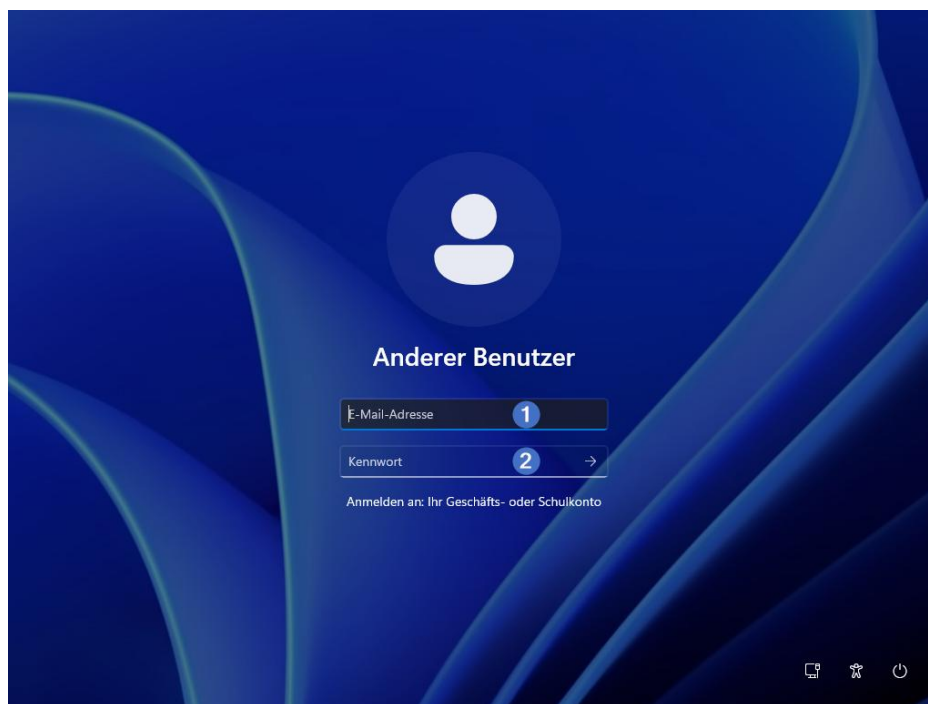 Anderer Benutzer
E-Mail-Adresse 1
Kennwort 2
Anmelden an: Ihr Geschäfts- oder Schulkonto